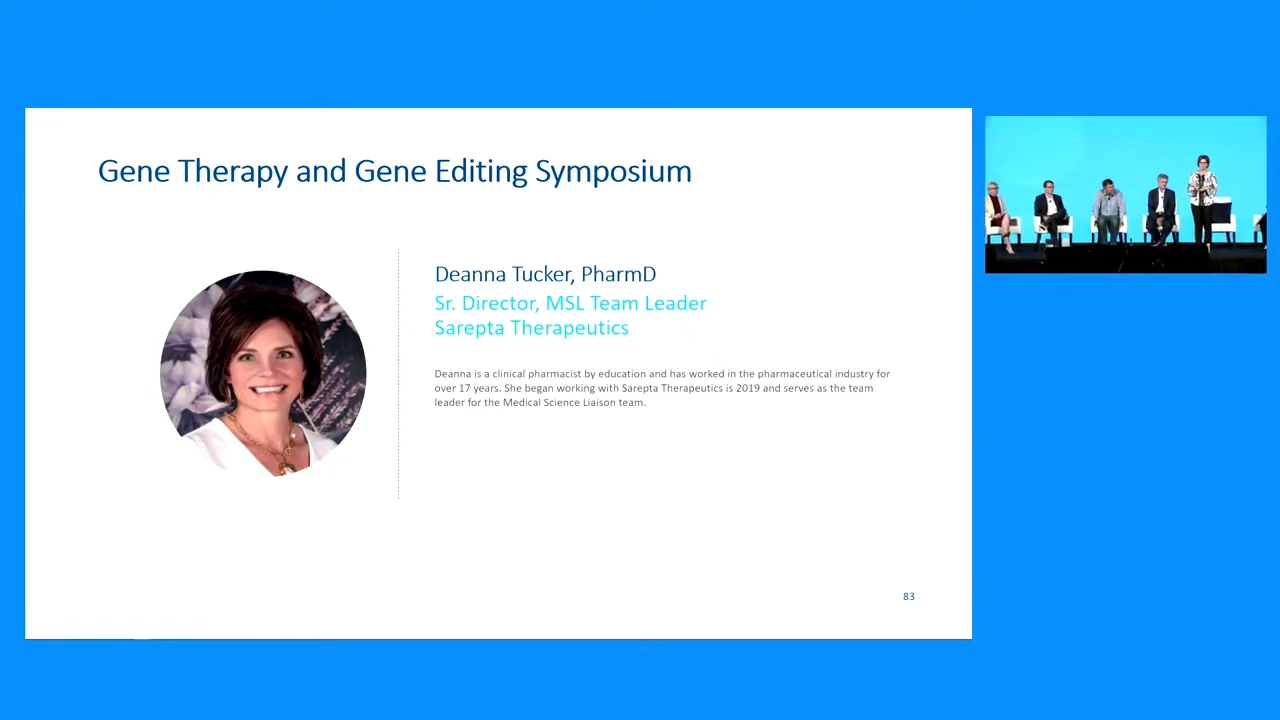 Gene Therapy and Gene Editing Symposium
Deanna Tucker, PharmD
Sr. Director, MSL Team Leader
Sarepta Therapeutics
Deanna is a clinical pharmacist by education and has worked in the pharmaceutical industry for
over 17 years. She began working with Sarepta Therapeutics is 2019 and serves as the team
leader for the Medical Science Liaison team.
83